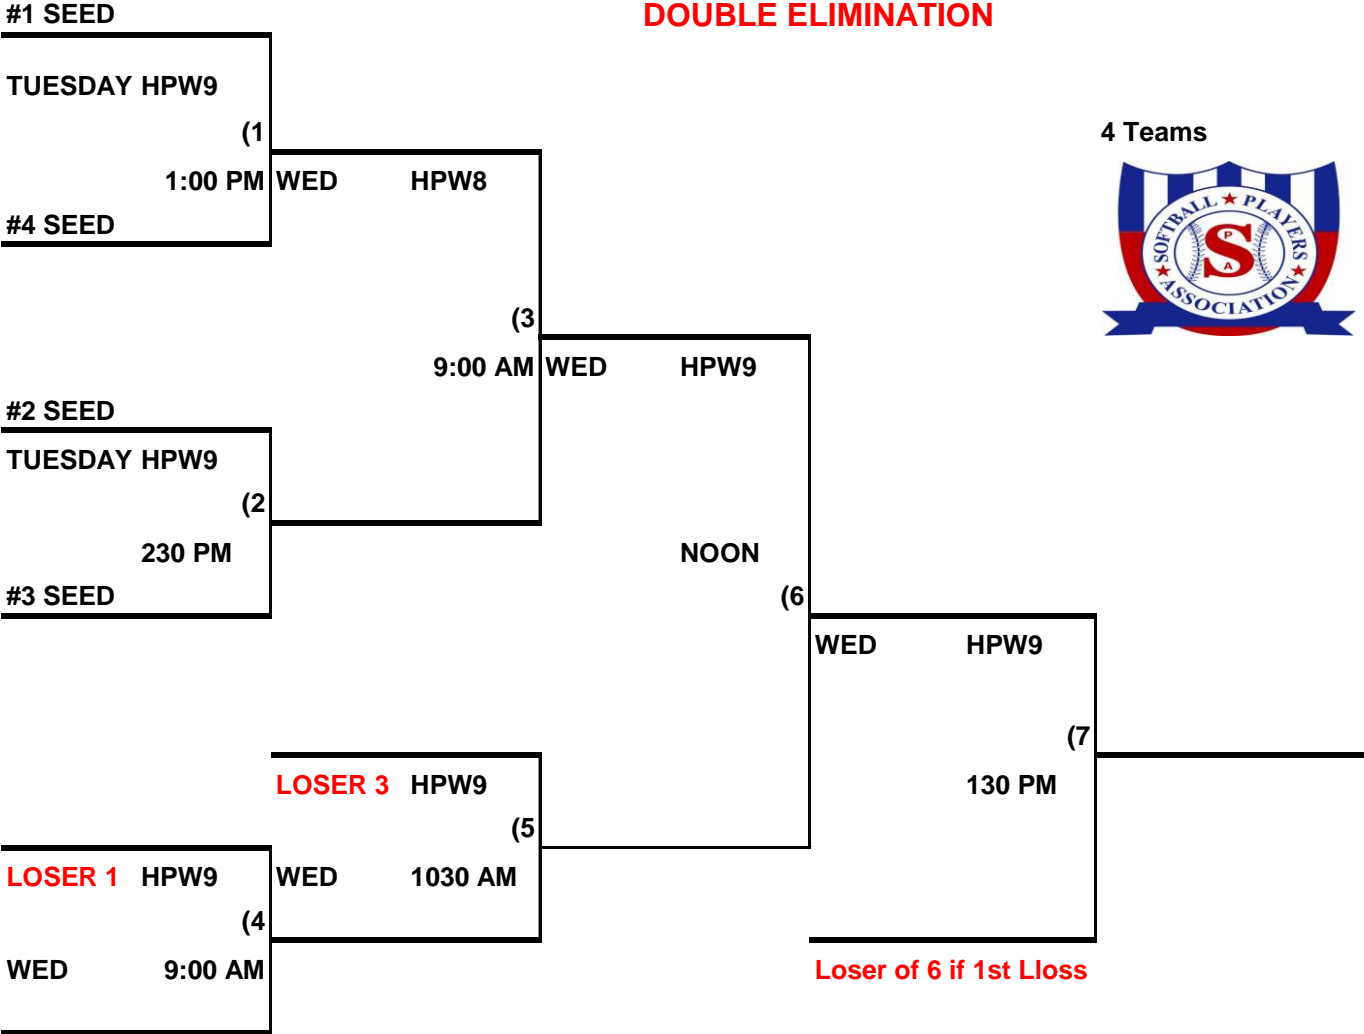 #1 SEED
DOUBLE ELIMINATION
TUESDAY HPW9
(1
4 Teams
1:00 PM WED HPW8
#4 SEED
SOFTBALL ★ PLAYERS
★ ASSOCIATION ★
P
S
A
(3
9:00 AM WED HPW9
#2 SEED
TUESDAY HPW9
(2
230 PM NOON
#3 SEED
(6
WED HPW9
(7
LOSER 3 HPW9
130 PM
(5
LOSER 1 HPW9 WED 1030 AM
(4
WED 9:00 AM
Loser of 6 if 1st Lloss